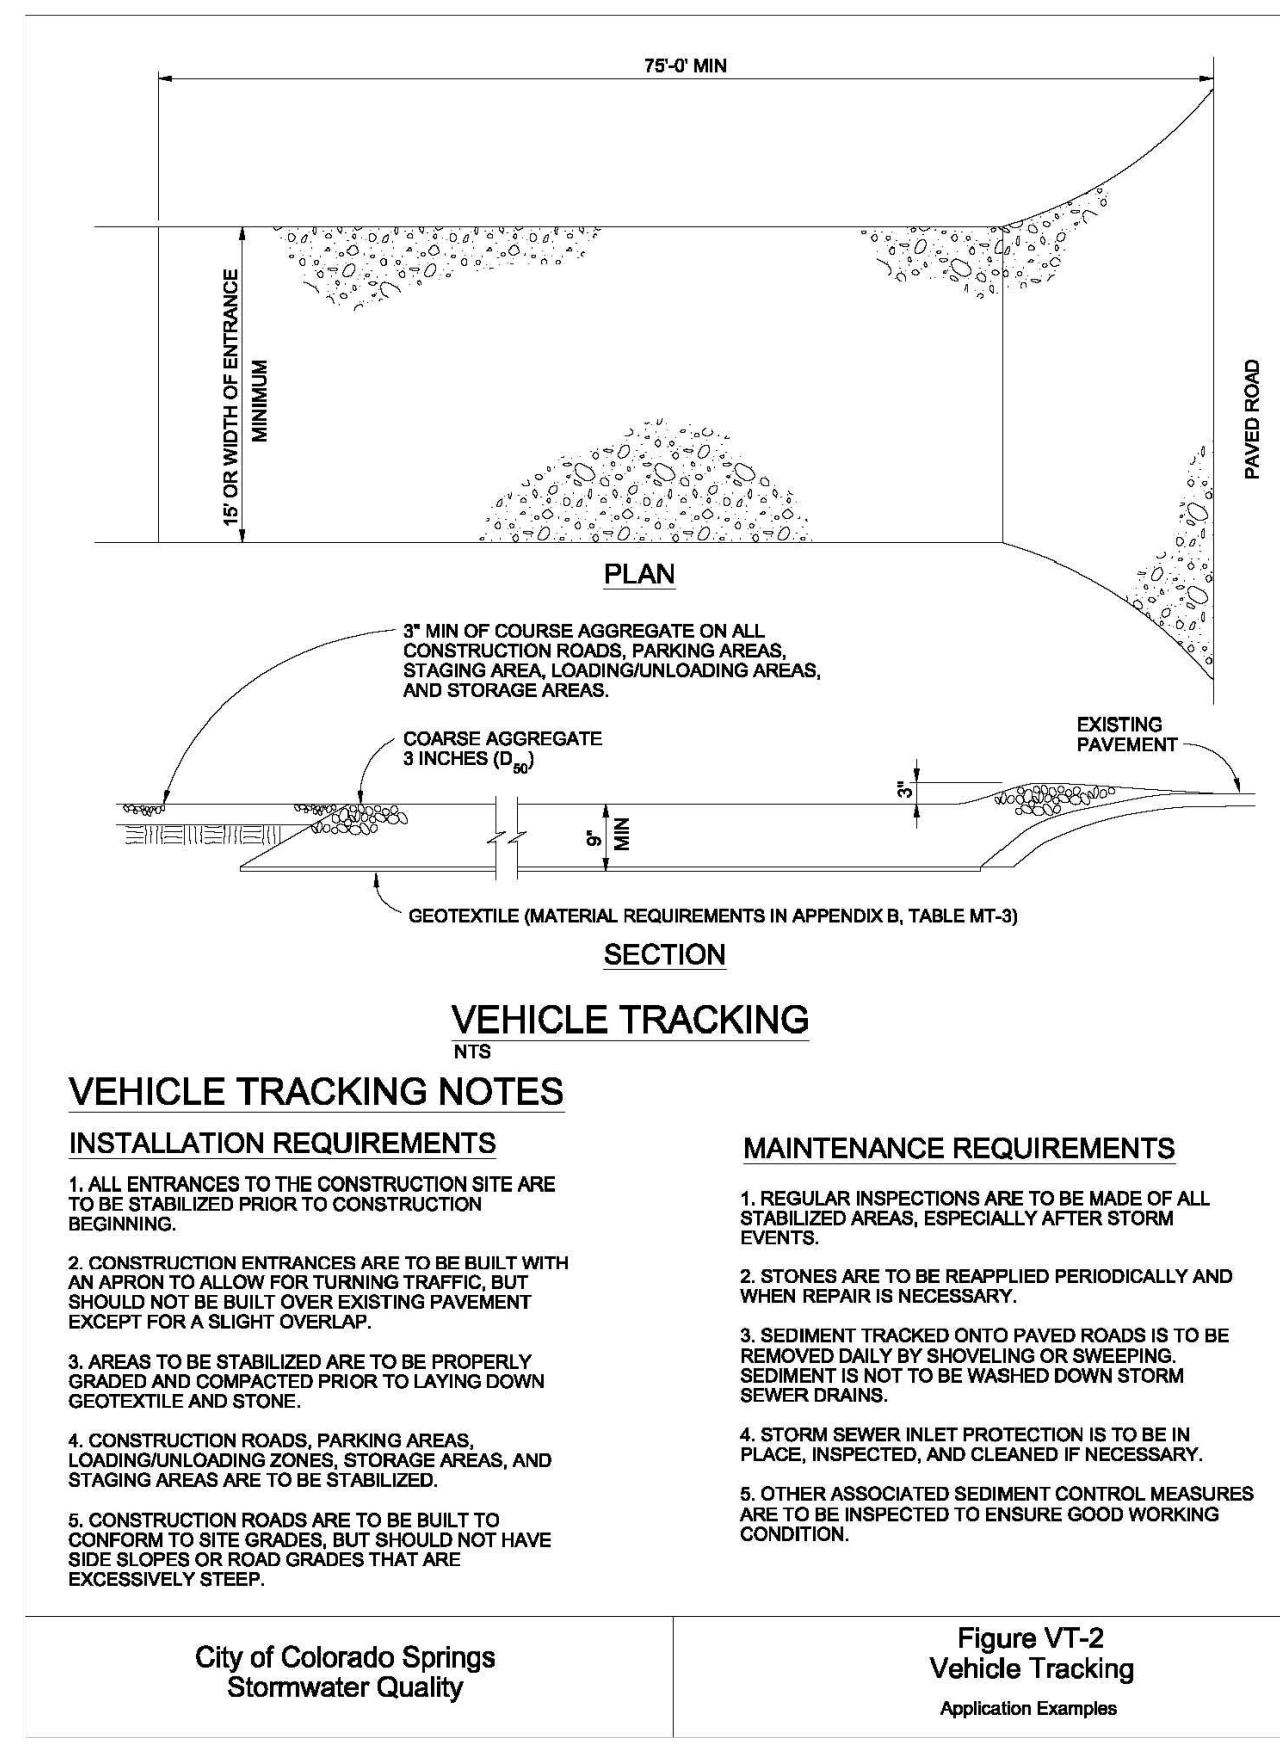 75'-0' MIN
15' OR WIDTH OF ENTRANCE
MINIMUM
PAVED ROAD
PLAN
3" MIN OF COURSE AGGREGATE ON ALL
CONSTRUCTION ROADS, PARKING AREAS,
STAGING AREA, LOADING/UNLOADING AREAS,
AND STORAGE AREAS.
COARSE AGGREGATE
3 INCHES (D50)
EXISTING
PAVEMENT
3"
9"
MIN
GEOTEXTILE (MATERIAL REQUIREMENTS IN APPENDIX B, TABLE MT-3)
SECTION
VEHICLE TRACKING
NTS
VEHICLE TRACKING NOTES
INSTALLATION REQUIREMENTS
1. ALL ENTRANCES TO THE CONSTRUCTION SITE ARE
TO BE STABILIZED PRIOR TO CONSTRUCTION
BEGINNING.
2. CONSTRUCTION ENTRANCES ARE TO BE BUILT WITH
AN APRON TO ALLOW FOR TURNING TRAFFIC, BUT
SHOULD NOT BE BUILT OVER EXISTING PAVEMENT
EXCEPT FOR A SLIGHT OVERLAP.
3. AREAS TO BE STABILIZED ARE TO BE PROPERLY
GRADED AND COMPACTED PRIOR TO LAYING DOWN
GEOTEXTILE AND STONE.
4. CONSTRUCTION ROADS, PARKING AREAS,
LOADING/UNLOADING ZONES, STORAGE AREAS, AND
STAGING AREAS ARE TO BE STABILIZED.
5. CONSTRUCTION ROADS ARE TO BE BUILT TO
CONFORM TO SITE GRADES, BUT SHOULD NOT HAVE
SIDE SLOPES OR ROAD GRADES THAT ARE
EXCESSIVELY STEEP.
MAINTENANCE REQUIREMENTS
1. REGULAR INSPECTIONS ARE TO BE MADE OF ALL
STABILIZED AREAS, ESPECIALLY AFTER STORM
EVENTS.
2. STONES ARE TO BE REAPPLIED PERIODICALLY AND
WHEN REPAIR IS NECESSARY.
3. SEDIMENT TRACKED ONTO PAVED ROADS IS TO BE
REMOVED DAILY BY SHOVELING OR SWEEPING.
SEDIMENT IS NOT TO BE WASHED DOWN STORM
SEWER DRAINS.
4. STORM SEWER INLET PROTECTION IS TO BE IN
PLACE, INSPECTED, AND CLEANED IF NECESSARY.
5. OTHER ASSOCIATED SEDIMENT CONTROL MEASURES
ARE TO BE INSPECTED TO ENSURE GOOD WORKING
CONDITION.
City of Colorado Springs
Stormwater Quality
Figure VT-2
Vehicle Tracking
Application Examples